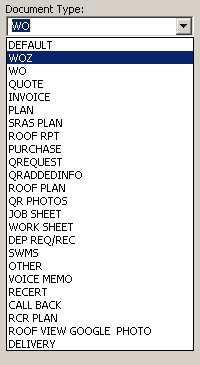 Document Type:
WO
DEFAULT
WOZ
WO
QUOTE
INVOICE
PLAN
SRAS PLAN
ROOF RPT
PURCHASE
QREQUEST
QRADDEDINFO
ROOF PLAN
QR PHOTOS
JOB SHEET
WORK SHEET
DEP REQ/REC
SWMS
OTHER
VOICE MEMO
RECERT
CALL BACK
RCR PLAN
ROOF VIEW GOOGLE  PHOTO
DELIVERY